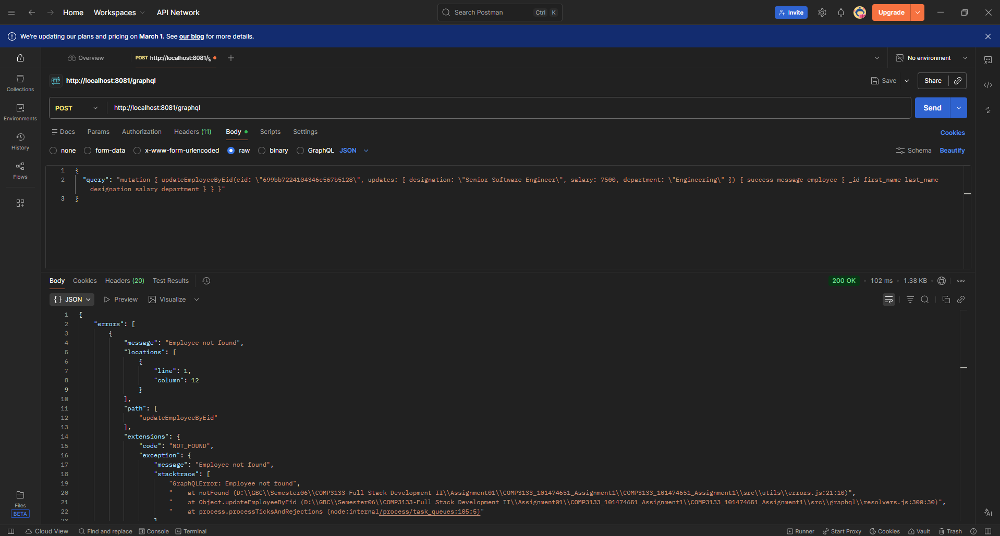 Home Workspaces API Network Search Postman Ctrl K Invite Upgrade
We're updating our plans and pricing on March 1. See our blog for more details.
Overview POST http://localhost:8081/g No environment
HTTP http://localhost:8081/graphql Save Share
Collections
POST http://localhost:8081/graphql Send
Environments
Docs Params Authorization Headers (11) Body Scripts Settings Cookies
History
none form-data x-www-form-urlencoded raw binary GraphQL JSON Schema Beautify
Flows
1 {
2 "query": "mutation { updateEmployeeByEid(eid: \"699bb7224104346c567b5128\", updates: { designation: \"Senior Software Engineer\", salary: 7500, department: \"Engineering\" }) { success message employee { _id first_name last_name
designation salary department } } }"
3 }
Body Cookies Headers (20) Test Results 200 OK 102 ms 1.38 KB
{} JSON Preview Visualize
1 {
2 "errors": [
3 {
4 "message": "Employee not found",
5 "locations": [
6 {
7 "line": 1,
8 "column": 12
9 }
10 ],
11 "path": [
12 "updateEmployeeByEid"
13 ],
14 "extensions": {
15 "code": "NOT_FOUND",
16 "exception": {
17 "message": "Employee not found",
18 "stacktrace": [
19 "GraphQLError: Employee not found",
20 "    at notFound (D:\\GBC\\Semester06\\COMP3133-Full Stack Development II\\Assignment01\\COMP3133_101474651_Assignment1\\COMP3133_101474651_Assignment1\\src\\utils\\errors.js:21:10)",
21 "    at Object.updateEmployeeByEid (D:\\GBC\\Semester06\\COMP3133-Full Stack Development II\\Assignment01\\COMP3133_101474651_Assignment1\\COMP3133_101474651_Assignment1\\src\\graphql\\resolvers.js:300:30)",
22 "    at process.processTicksAndRejections (node:internal/process/task_queues:105:5)"
23 ]
Files
BETA
AI
Cloud View Find and replace Console Terminal Runner Start Proxy Cookies Vault Trash